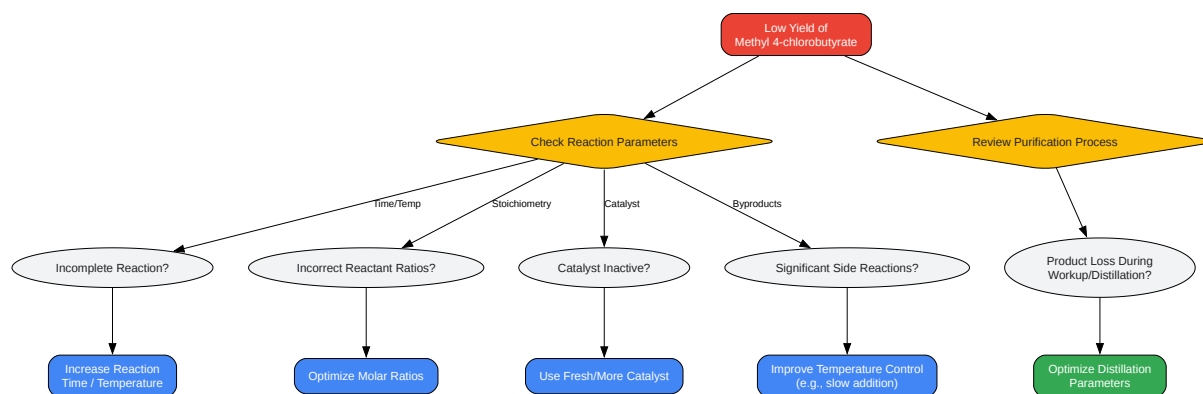 Low Yield of
Methyl 4-chlorobutyrate
Check Reaction Parameters
Review Purification Process
Time/Temp
Stoichiometry
Catalyst
Byproducts
Incomplete Reaction?
Incorrect Reactant Ratios?
Catalyst Inactive?
Significant Side Reactions?
Product Loss During
Workup/Distillation?
Increase Reaction
Time / Temperature
Optimize Molar Ratios
Use Fresh/More Catalyst
Improve Temperature Control
(e.g., slow addition)
Optimize Distillation
Parameters